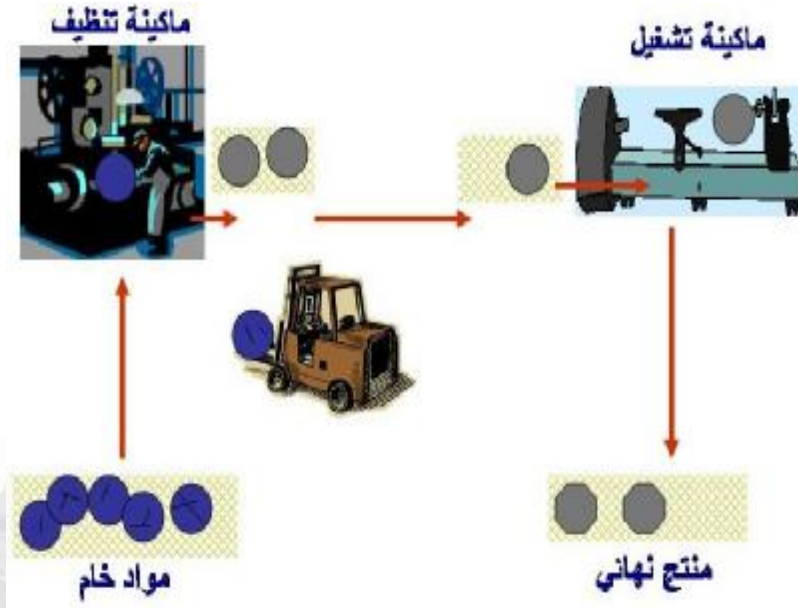 ماكينة تنظيف
ماكينة تشغيل
مواد خام
منتج نهائي